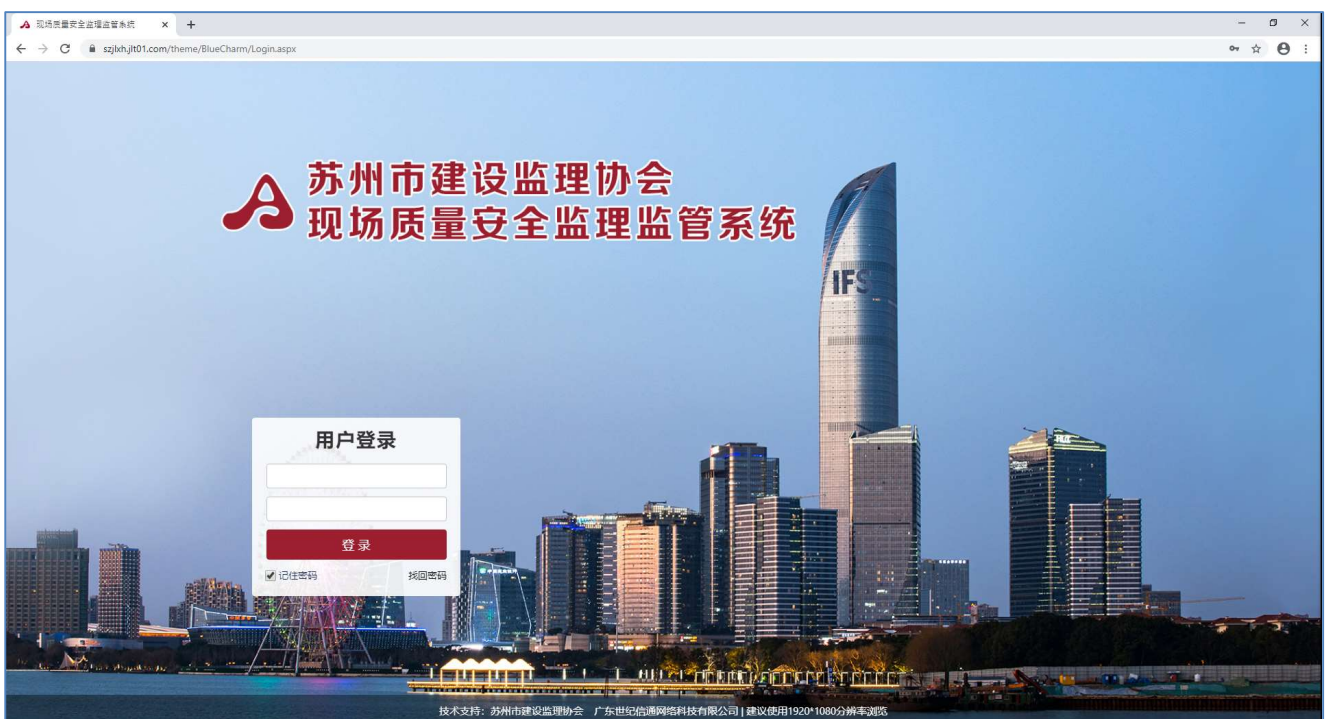 现场质量安全监理监管系统
szjlxh.jlt01.com/theme/BlueCharm/Login.aspx
苏州市建设监理协会
现场质量安全监理监管系统
IFS
用户登录
登录
记住密码
找回密码
技术支持：苏州市建设监理协会 广东世纪信通网络科技有限公司 | 建议使用1920*1080分辨率浏览